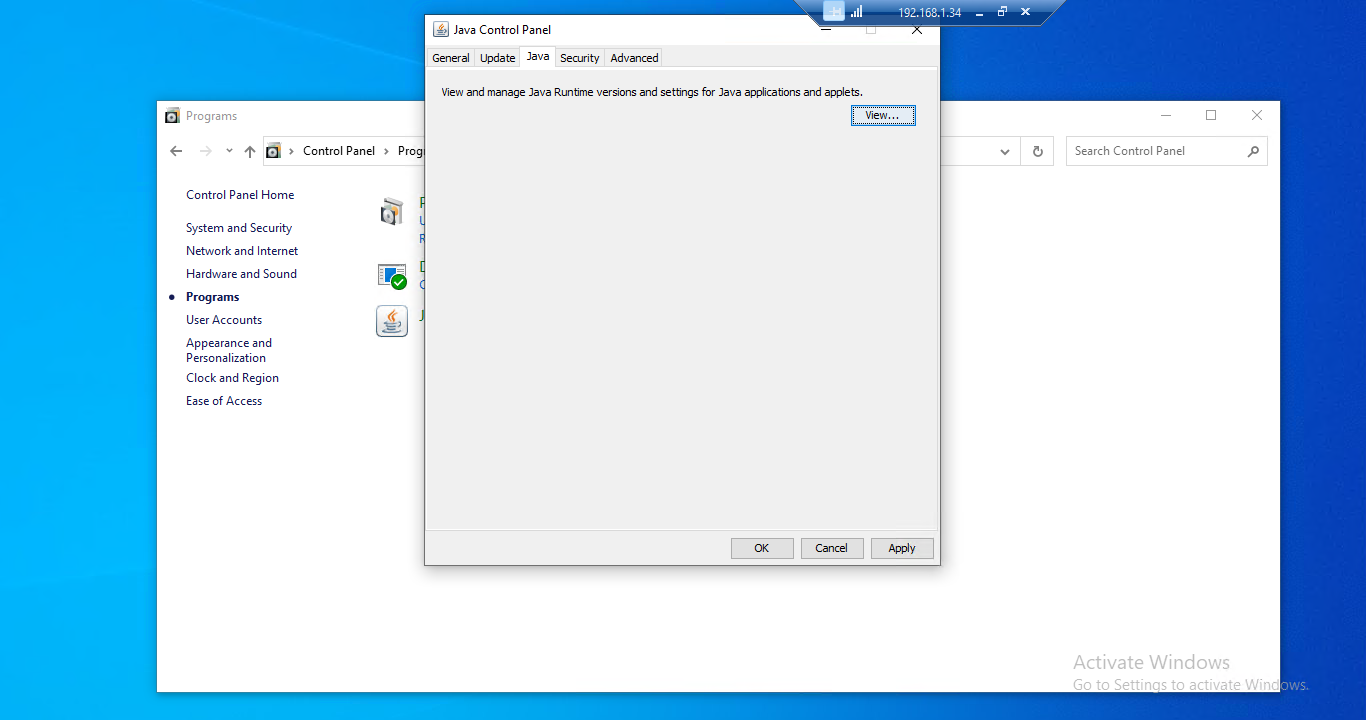 192.168.1.34
Java Control Panel
General Update Java Security Advanced
View and manage Java Runtime versions and settings for Java applications and applets.
View...
Programs
Control Panel
Search Control Panel
Control Panel Home
System and Security
Network and Internet
Hardware and Sound
Programs
User Accounts
Appearance and
Personalization
Clock and Region
Ease of Access
OK Cancel Apply
Activate Windows
Go to Settings to activate Windows.